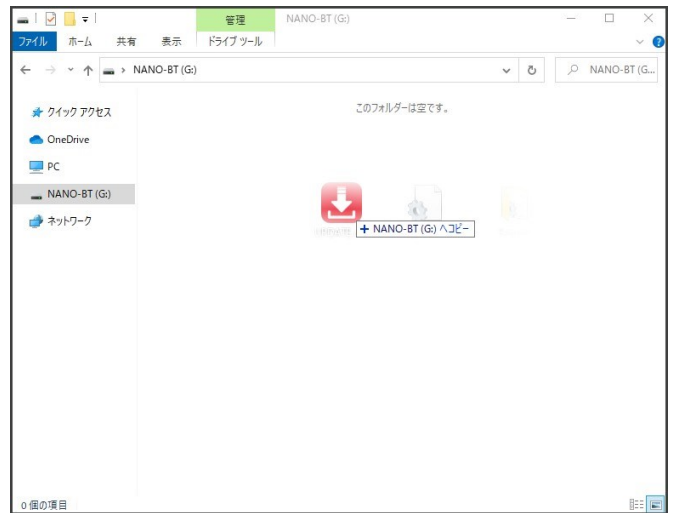 管理
NANO-BT (G:)
ファイル
ホーム
共有
表示
ドライブ ツール
NANO-BT (G:)
NANO-BT (G...
クイック アクセス
OneDrive
PC
NANO-BT (G:)
ネットワーク
このフォルダーは空です。
NANO-BT (G:) へコピー
0 個の項目